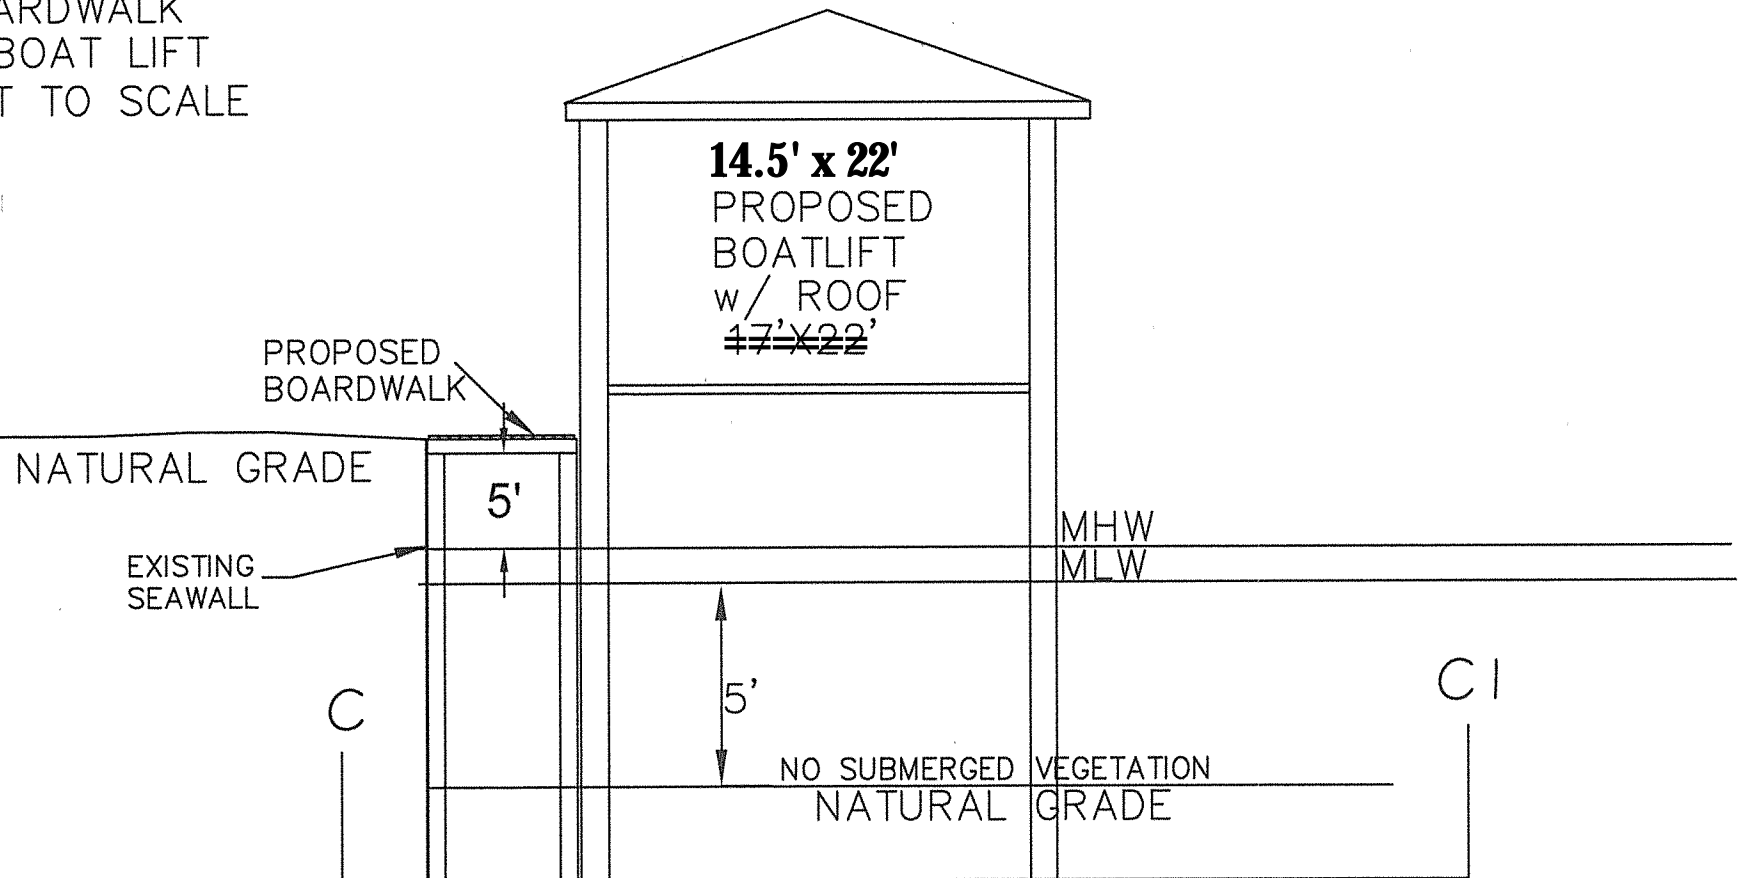 ARDWALK
BOAT LIFT
T TO SCALE
14.5' x 22'
PROPOSED
BOATLIFT
w/ ROOF
17'X22'
PROPOSED
BOARDWALK
NATURAL GRADE
5'
EXISTING
SEAWALL
MHW
MLW
5'
C
C1
NO SUBMERGED VEGETATION
NATURAL GRADE